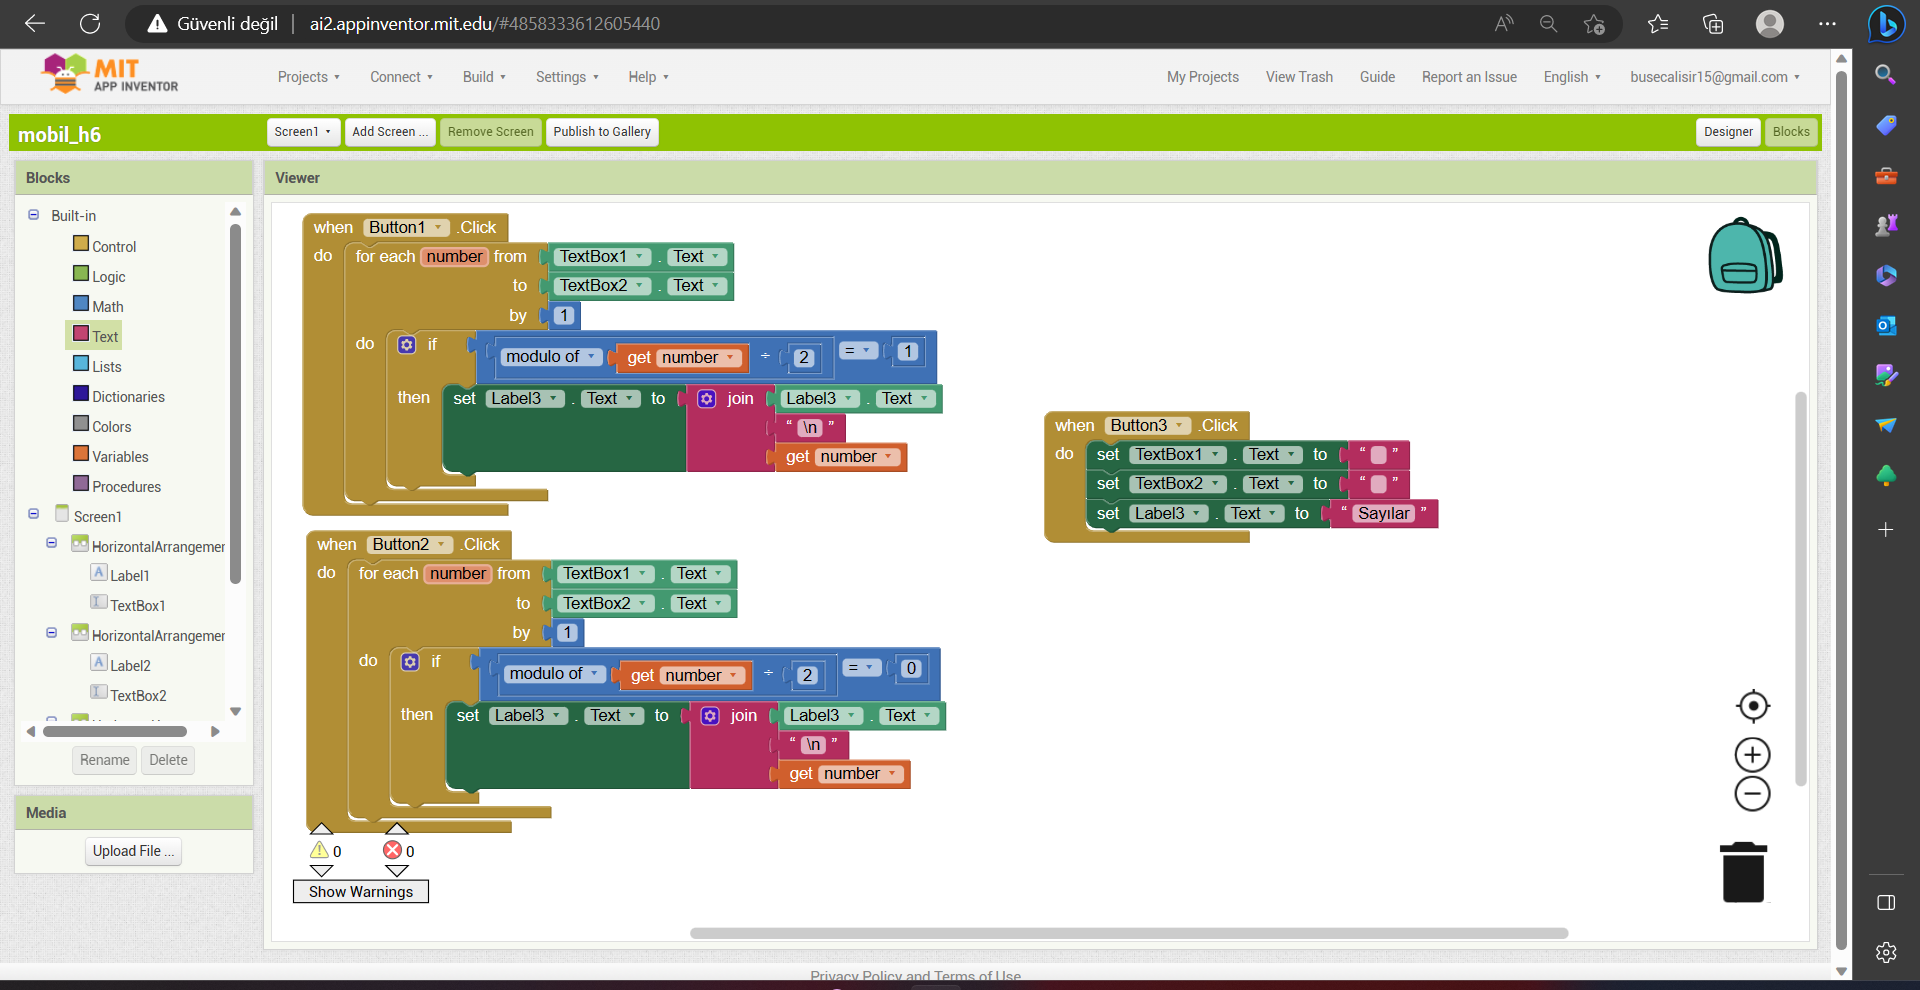 Güvenli değil | ai2.appinventor.mit.edu/#4858333612605440
MIT
APP INVENTOR
Projects Connect Build Settings Help My Projects View Trash Guide Report an Issue English busecalisir15@gmail.com
mobil_h6 Screen1 Add Screen ... Remove Screen Publish to Gallery Designer Blocks
Blocks
Built-in
Control
Logic
Math
Text
Lists
Dictionaries
Colors
Variables
Procedures
Screen1
HorizontalArrangemer
Label1
TextBox1
HorizontalArrangemer
Label2
TextBox2
Rename Delete
Media
Upload File ...
Viewer
when Button1 .Click
do for each number from TextBox1 . Text
to TextBox2 . Text
by 1
do if modulo of get number ÷ 2 = 1
then set Label3 . Text to join Label3 . Text
“ \n ”
get number
when Button2 .Click
do for each number from TextBox1 . Text
to TextBox2 . Text
by 1
do if modulo of get number ÷ 2 = 0
then set Label3 . Text to join Label3 . Text
“ \n ”
get number
when Button3 .Click
do set TextBox1 . Text to “ ”
set TextBox2 . Text to “ ”
set Label3 . Text to “ Sayılar ”
0 0
Show Warnings
Privacy Policy and Terms of Use